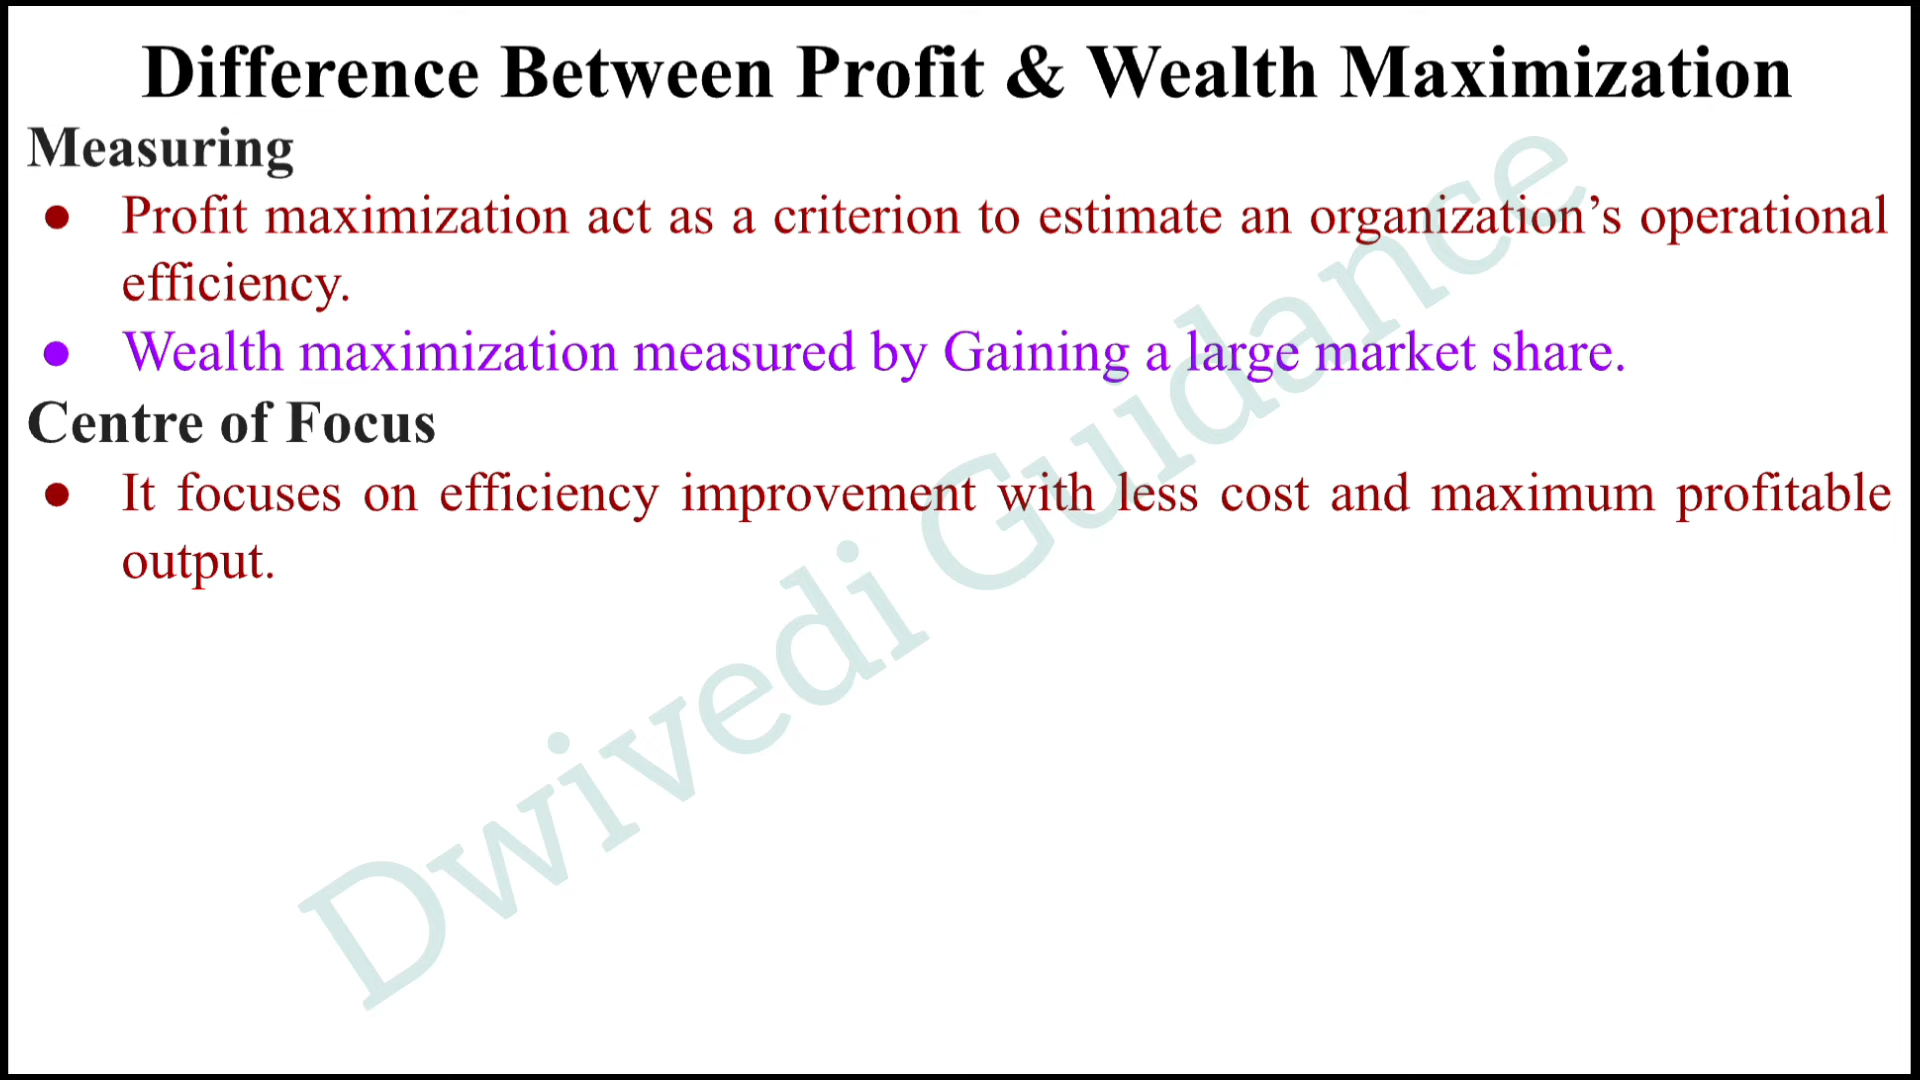 Difference Between Profit & Wealth Maximization
Measuring
● Profit maximization act as a criterion to estimate an organization’s operational
efficiency.
● Wealth maximization measured by Gaining a large market share.
Centre of Focus
● It focuses on efficiency improvement with less cost and maximum profitable
output.
Dwivedi Guidance